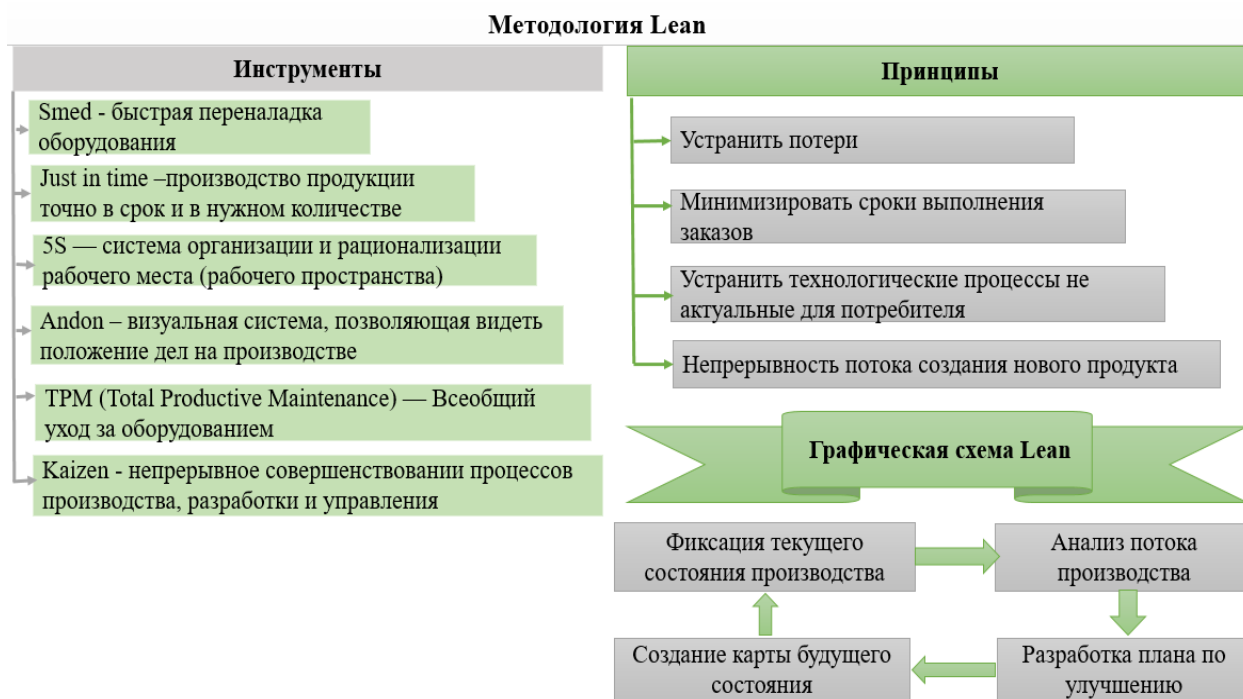 Методология Lean
Инструменты
Smed - быстрая переналадка
оборудования
Just in time –производство продукции
точно в срок и в нужном количестве
5S — система организации и рационализации
рабочего места (рабочего пространства)
Andon – визуальная система, позволяющая видеть
положение дел на производстве
TPM (Total Productive Maintenance) — Всеобщий
уход за оборудованием
Kaizen - непрерывное совершенствовании процессов
производства, разработки и управления
Принципы
Устранить потери
Минимизировать сроки выполнения
заказов
Устранить технологические процессы не
актуальные для потребителя
Непрерывность потока создания нового продукта
Графическая схема Lean
Фиксация текущего
состояния производства
Анализ потока
производства
Создание карты будущего
состояния
Разработка плана по
улучшению